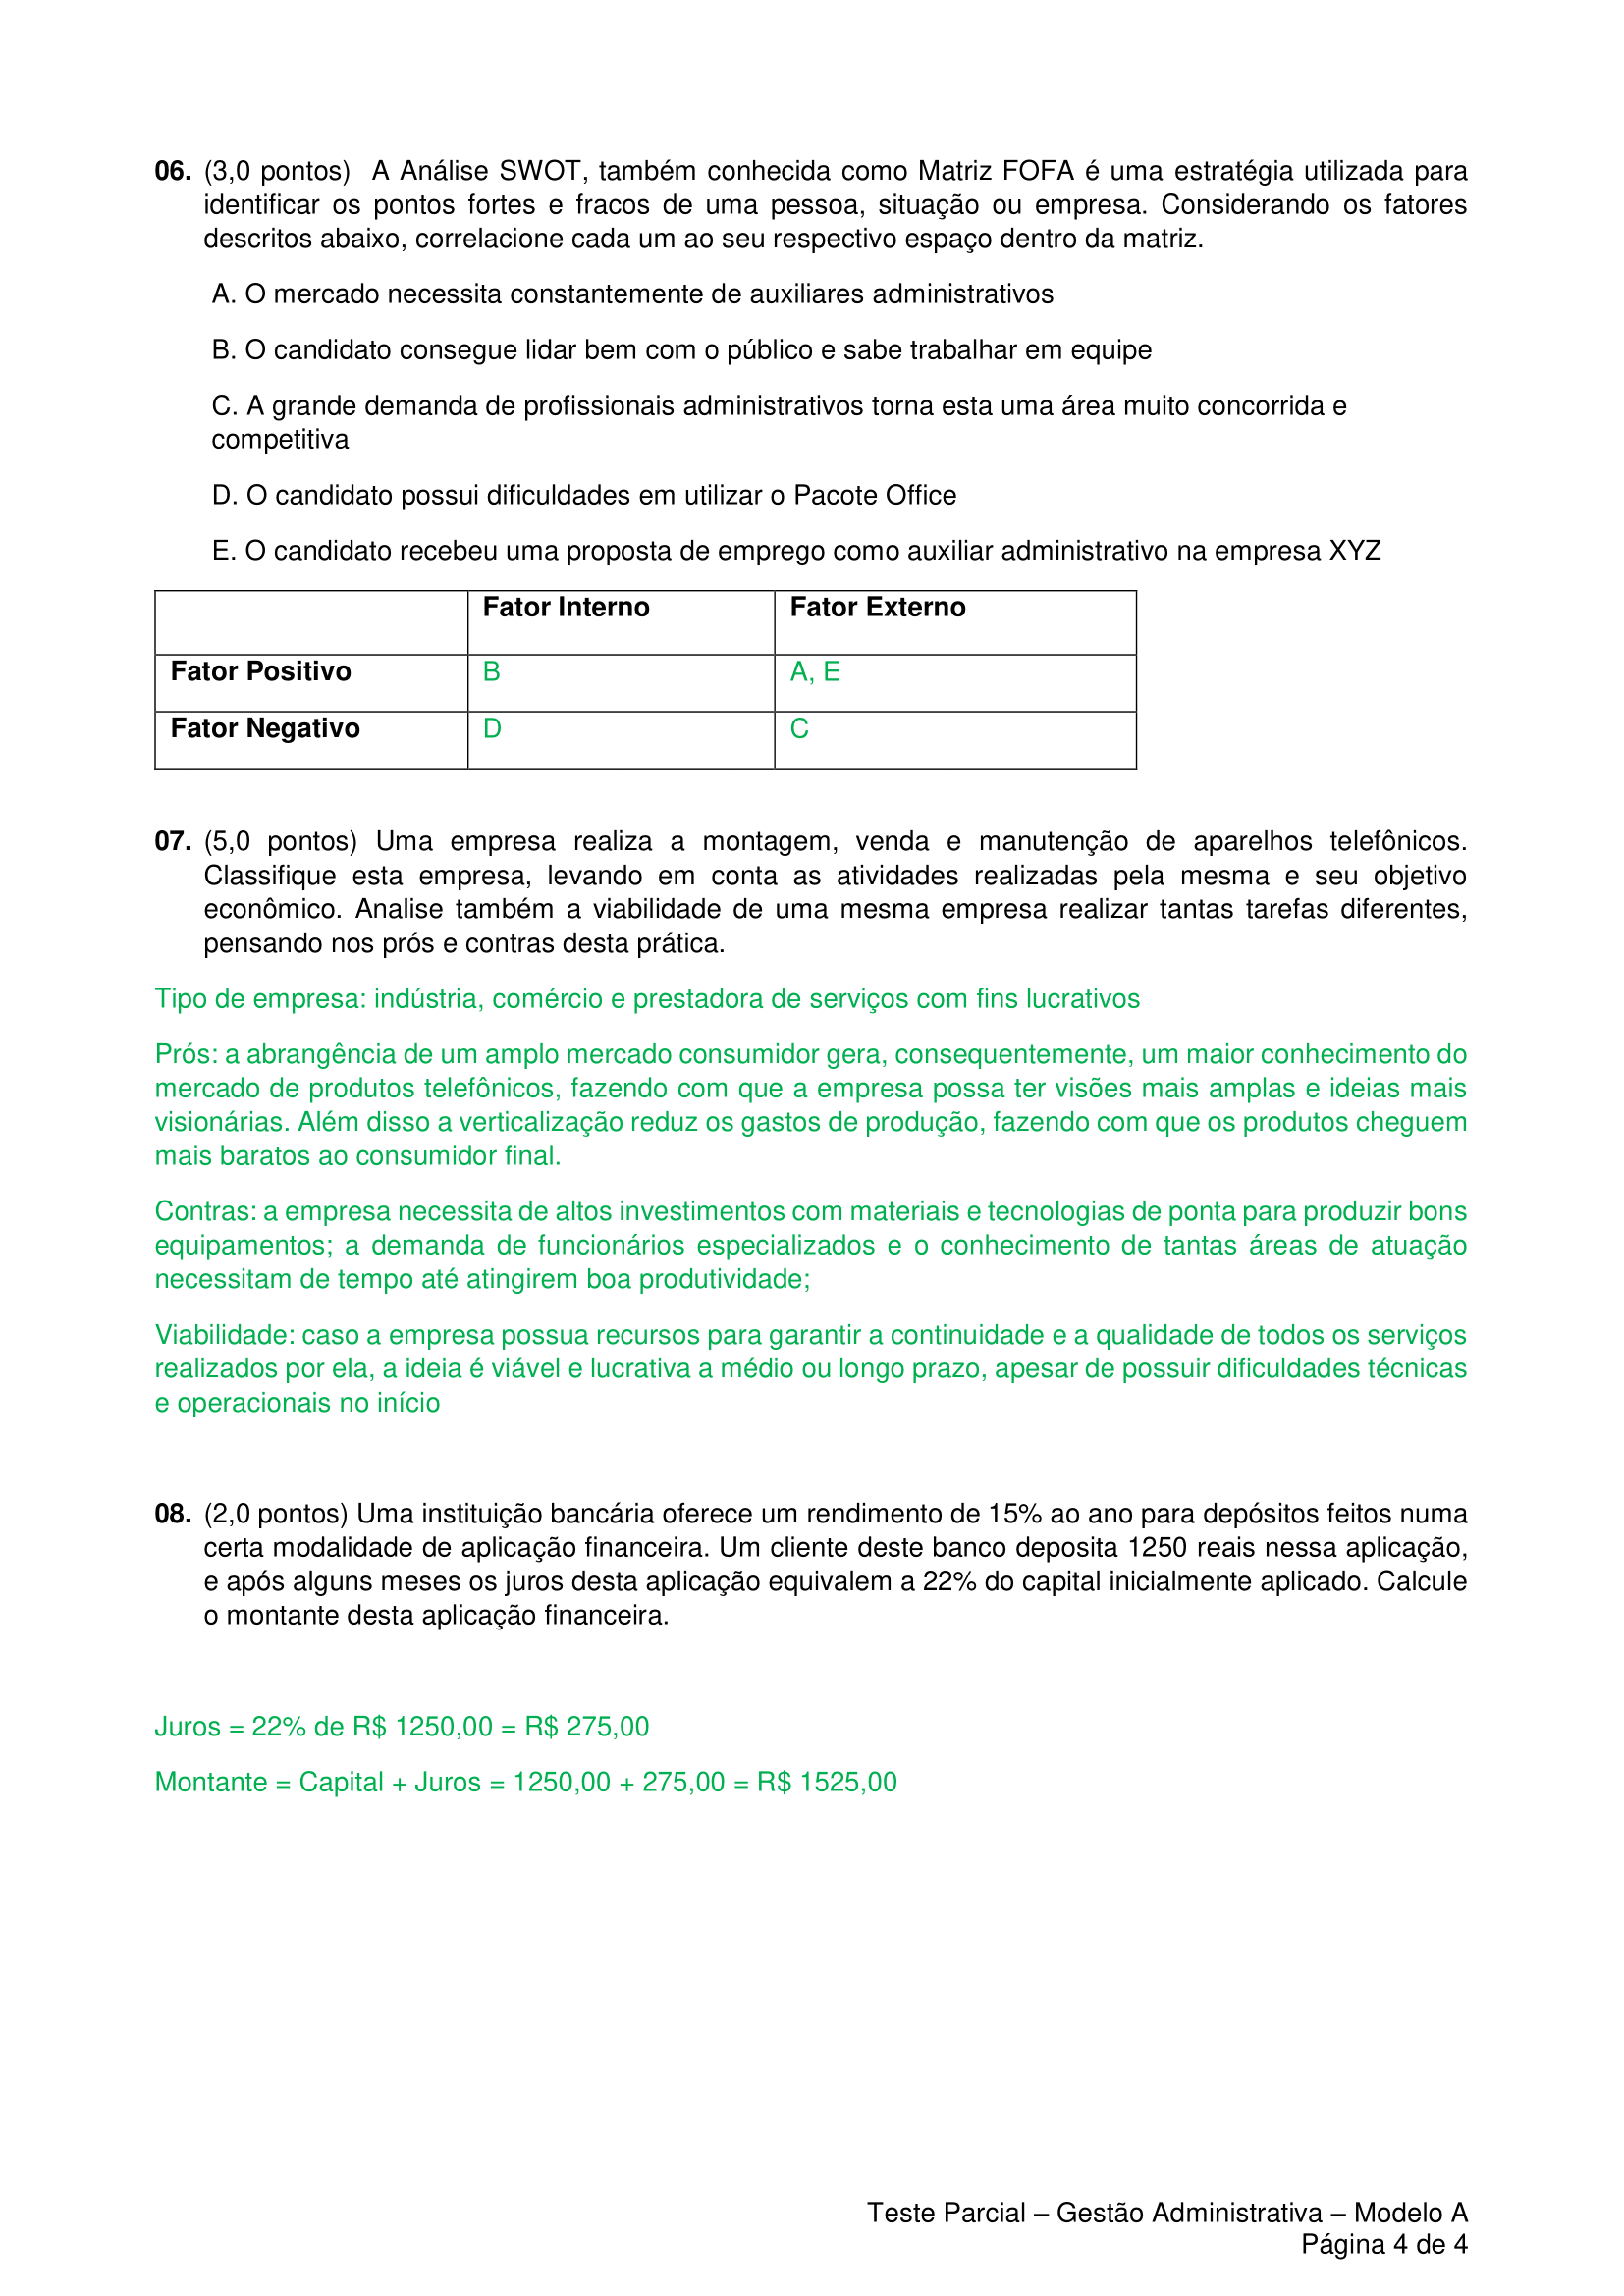 06. (3,0 pontos)  A Análise SWOT, também conhecida como Matriz FOFA é uma estratégia utilizada para
identificar os pontos fortes e fracos de uma pessoa, situação ou empresa. Considerando os fatores
descritos abaixo, correlacione cada um ao seu respectivo espaço dentro da matriz.
A. O mercado necessita constantemente de auxiliares administrativos
B. O candidato consegue lidar bem com o público e sabe trabalhar em equipe
C. A grande demanda de profissionais administrativos torna esta uma área muito concorrida e
competitiva
D. O candidato possui dificuldades em utilizar o Pacote Office
E. O candidato recebeu uma proposta de emprego como auxiliar administrativo na empresa XYZ
Fator Interno Fator Externo
Fator Positivo B A, E
Fator Negativo D C
07. (5,0 pontos) Uma empresa realiza a montagem, venda e manutenção de aparelhos telefônicos.
Classifique esta empresa, levando em conta as atividades realizadas pela mesma e seu objetivo
econômico. Analise também a viabilidade de uma mesma empresa realizar tantas tarefas diferentes,
pensando nos prós e contras desta prática.
Tipo de empresa: indústria, comércio e prestadora de serviços com fins lucrativos
Prós: a abrangência de um amplo mercado consumidor gera, consequentemente, um maior conhecimento do
mercado de produtos telefônicos, fazendo com que a empresa possa ter visões mais amplas e ideias mais
visionárias. Além disso a verticalização reduz os gastos de produção, fazendo com que os produtos cheguem
mais baratos ao consumidor final.
Contras: a empresa necessita de altos investimentos com materiais e tecnologias de ponta para produzir bons
equipamentos; a demanda de funcionários especializados e o conhecimento de tantas áreas de atuação
necessitam de tempo até atingirem boa produtividade;
Viabilidade: caso a empresa possua recursos para garantir a continuidade e a qualidade de todos os serviços
realizados por ela, a ideia é viável e lucrativa a médio ou longo prazo, apesar de possuir dificuldades técnicas
e operacionais no início
08. (2,0 pontos) Uma instituição bancária oferece um rendimento de 15% ao ano para depósitos feitos numa
certa modalidade de aplicação financeira. Um cliente deste banco deposita 1250 reais nessa aplicação,
e após alguns meses os juros desta aplicação equivalem a 22% do capital inicialmente aplicado. Calcule
o montante desta aplicação financeira.
Juros = 22% de R$ 1250,00 = R$ 275,00
Montante = Capital + Juros = 1250,00 + 275,00 = R$ 1525,00
Teste Parcial – Gestão Administrativa – Modelo A
Página 4 de 4